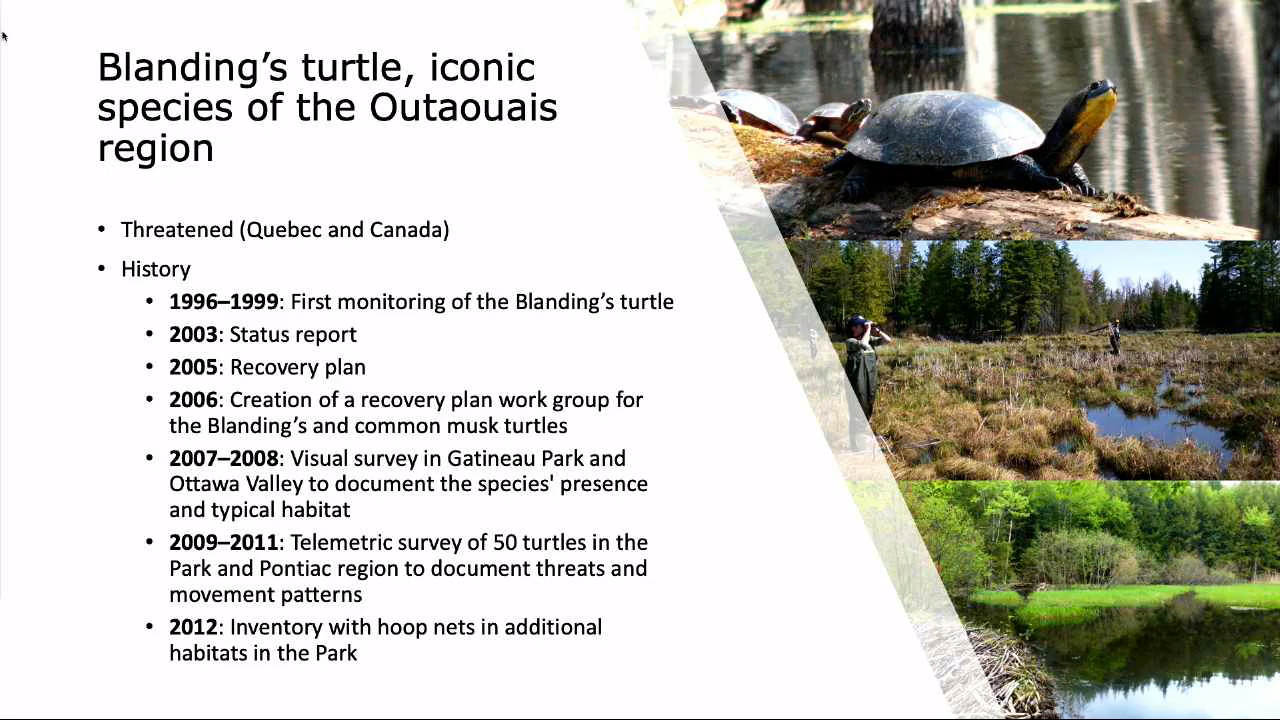 Blanding’s turtle, iconic
species of the Outaouais
region
• Threatened (Quebec and Canada)
• History
• 1996–1999: First monitoring of the Blanding’s turtle
• 2003: Status report
• 2005: Recovery plan
• 2006: Creation of a recovery plan work group for
the Blanding’s and common musk turtles
• 2007–2008: Visual survey in Gatineau Park and
Ottawa Valley to document the species' presence
and typical habitat
• 2009–2011: Telemetric survey of 50 turtles in the
Park and Pontiac region to document threats and
movement patterns
• 2012: Inventory with hoop nets in additional
habitats in the Park